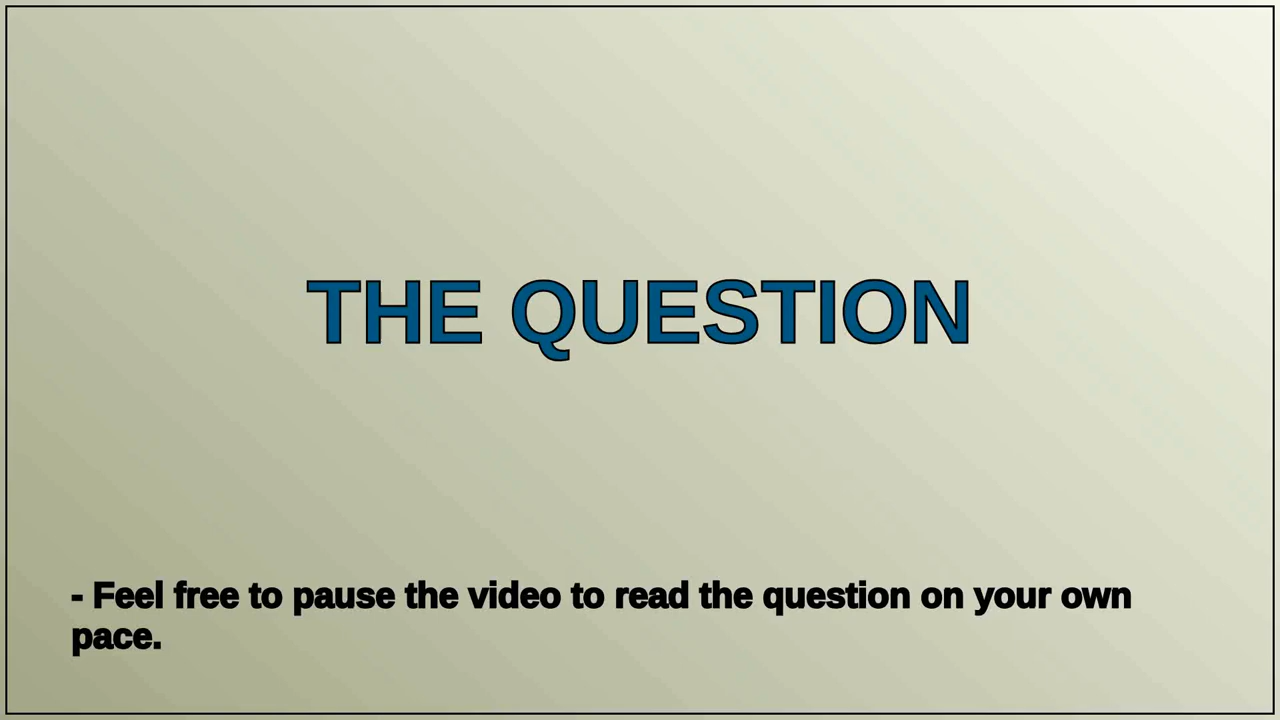 THE QUESTION
- Feel free to pause the video to read the question on your own
pace.